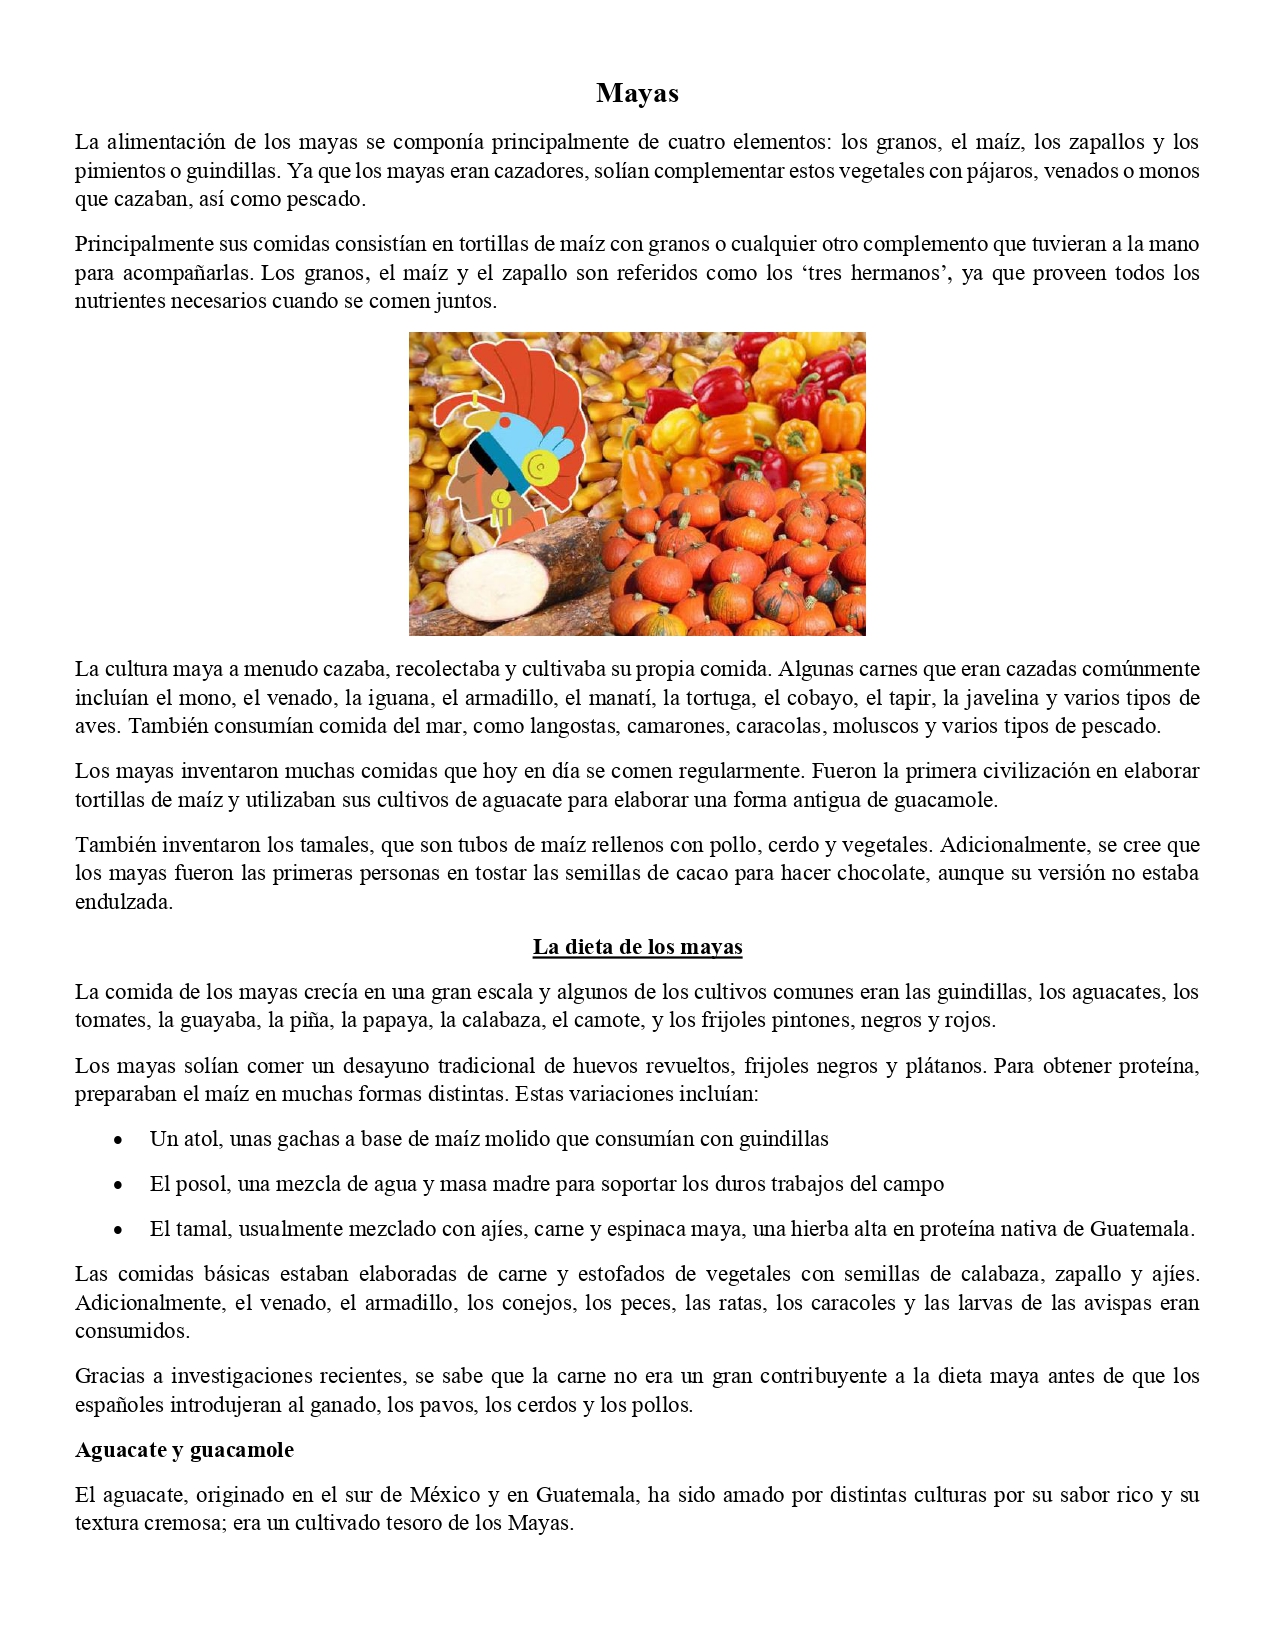 Mayas
La alimentación de los mayas se componía principalmente de cuatro elementos: los granos, el maíz, los zapallos y los
pimientos o guindillas. Ya que los mayas eran cazadores, solían complementar estos vegetales con pájaros, venados o monos
que cazaban, así como pescado.
Principalmente sus comidas consistían en tortillas de maíz con granos o cualquier otro complemento que tuvieran a la mano
para acompañarlas. Los granos, el maíz y el zapallo son referidos como los ‘tres hermanos’, ya que proveen todos los
nutrientes necesarios cuando se comen juntos.
La cultura maya a menudo cazaba, recolectaba y cultivaba su propia comida. Algunas carnes que eran cazadas comúnmente
incluían el mono, el venado, la iguana, el armadillo, el manatí, la tortuga, el cobayo, el tapir, la javelina y varios tipos de
aves. También consumían comida del mar, como langostas, camarones, caracolas, moluscos y varios tipos de pescado.
Los mayas inventaron muchas comidas que hoy en día se comen regularmente. Fueron la primera civilización en elaborar
tortillas de maíz y utilizaban sus cultivos de aguacate para elaborar una forma antigua de guacamole.
También inventaron los tamales, que son tubos de maíz rellenos con pollo, cerdo y vegetales. Adicionalmente, se cree que
los mayas fueron las primeras personas en tostar las semillas de cacao para hacer chocolate, aunque su versión no estaba
endulzada.
La dieta de los mayas
La comida de los mayas crecía en una gran escala y algunos de los cultivos comunes eran las guindillas, los aguacates, los
tomates, la guayaba, la piña, la papaya, la calabaza, el camote, y los frijoles pintones, negros y rojos.
Los mayas solían comer un desayuno tradicional de huevos revueltos, frijoles negros y plátanos. Para obtener proteína,
preparaban el maíz en muchas formas distintas. Estas variaciones incluían:
• Un atol, unas gachas a base de maíz molido que consumían con guindillas
• El posol, una mezcla de agua y masa madre para soportar los duros trabajos del campo
• El tamal, usualmente mezclado con ajíes, carne y espinaca maya, una hierba alta en proteína nativa de Guatemala.
Las comidas básicas estaban elaboradas de carne y estofados de vegetales con semillas de calabaza, zapallo y ajíes.
Adicionalmente, el venado, el armadillo, los conejos, los peces, las ratas, los caracoles y las larvas de las avispas eran
consumidos.
Gracias a investigaciones recientes, se sabe que la carne no era un gran contribuyente a la dieta maya antes de que los
españoles introdujeran al ganado, los pavos, los cerdos y los pollos.
Aguacate y guacamole
El aguacate, originado en el sur de México y en Guatemala, ha sido amado por distintas culturas por su sabor rico y su
textura cremosa; era un cultivado tesoro de los Mayas.